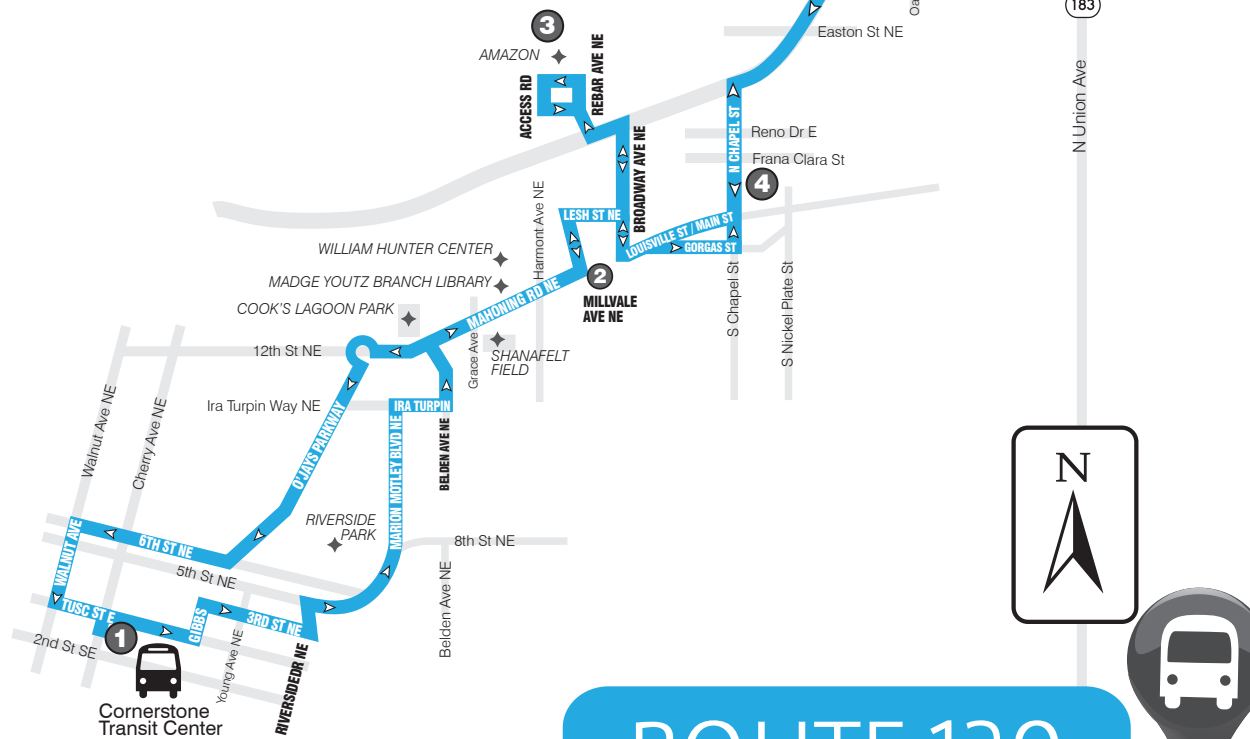 183
Oa
Easton St NE
3
AMAZON
ACCESS RD
REBAR AVE NE
N Union Ave
BROADWAY AVE NE
N CHAPEL ST
Reno Dr E
Frana Clara St
4
Harmont Ave NE
LESH ST NE
LOUISVILLE ST / MAIN ST
GORGAS ST
WILLIAM HUNTER CENTER
MADGE YOUTZ BRANCH LIBRARY
COOK'S LAGOON PARK
MAHONING RD NE
2
MILLVALE
AVE NE
S Chapel St
S Nickel Plate St
12th St NE
Grace Ave
SHANAFELT
FIELD
Ira Turpin Way NE
IRA TURPIN
Walnut Ave NE
Cherry Ave NE
O'JAYS PARKWAY
MARION MOTLEY BLVD NE
BELDEN AVE NE
N
RIVERSIDE
PARK
8th St NE
WALNUT AVE
6TH ST NE
5th St NE
Belden Ave NE
TUSC ST E
GIBBS
3RD ST NE
1
2nd St SE
Young Ave NE
RIVERSIDEDR NE
Cornerstone
Transit Center
ROUTE 130